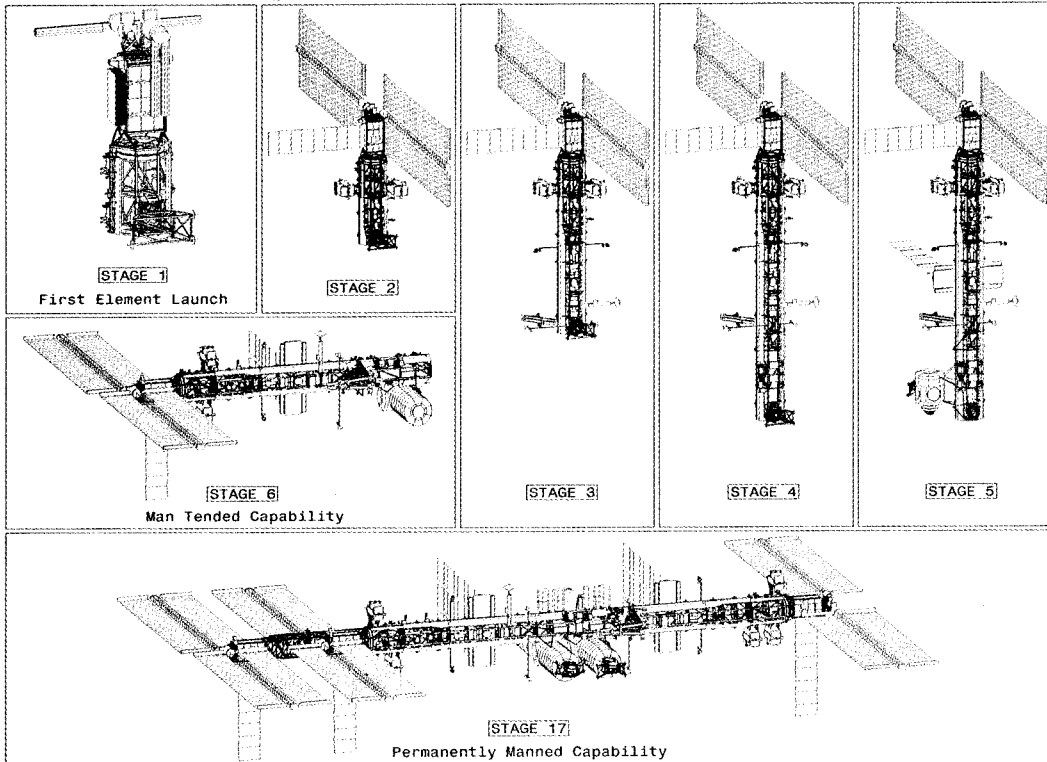 STAGE 1
First Element Launch
STAGE 2
STAGE 3
STAGE 4
STAGE 5
STAGE 6
Man Tended Capability
STAGE 17
Permanently Manned Capability